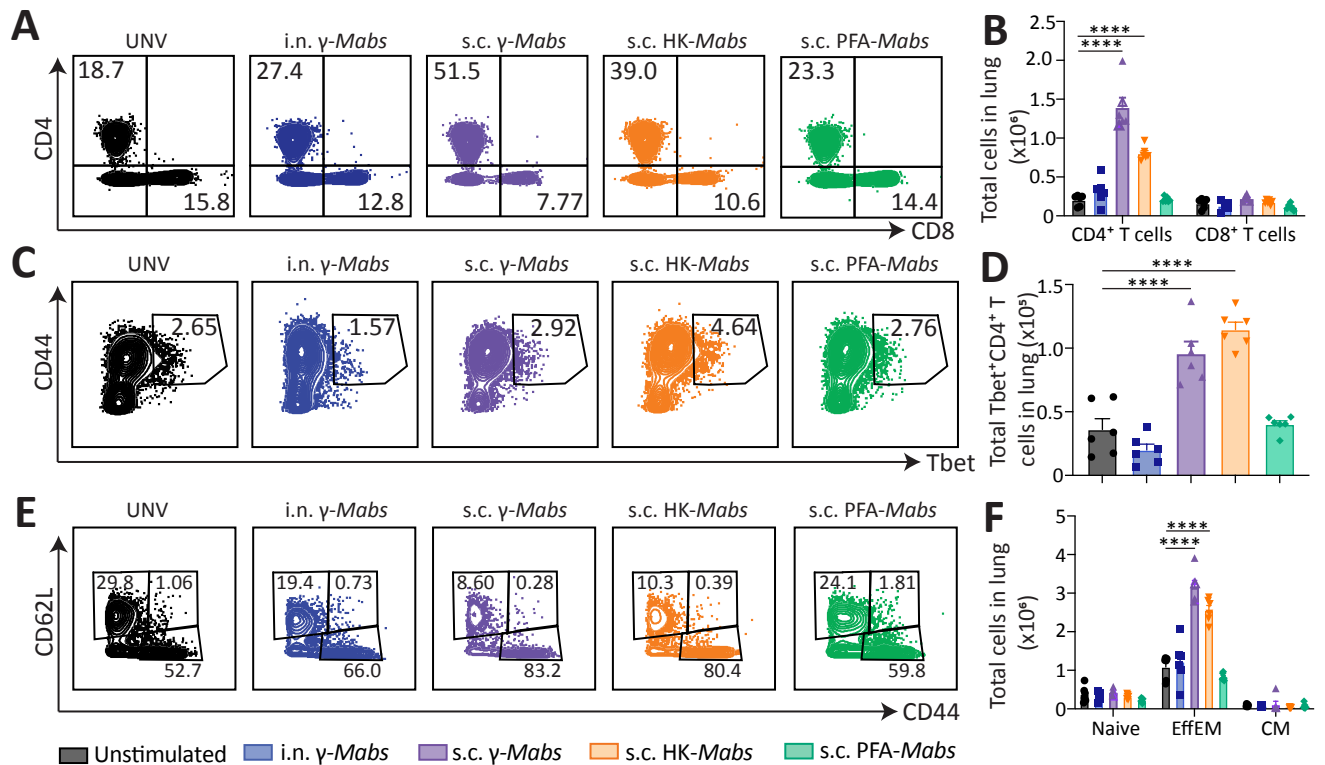 A
UNV
i.n. γ-Mabs
s.c. γ-Mabs
s.c. HK-Mabs
s.c. PFA-Mabs
18.7
27.4
51.5
39.0
23.3
15.8
12.8
7.77
10.6
14.4
CD4
CD8
B
Total cells in lung
(x10⁶)
2.5
2.0
1.5
1.0
0.5
0
****
****
CD4⁺ T cells
CD8⁺ T cells
C
UNV
i.n. γ-Mabs
s.c. γ-Mabs
s.c. HK-Mabs
s.c. PFA-Mabs
2.65
1.57
2.92
4.64
2.76
CD44
Tbet
D
Total Tbet⁺CD4⁺ T
cells in lung (x10⁵)
1.5
1.0
0.5
0
****
****
E
UNV
i.n. γ-Mabs
s.c. γ-Mabs
s.c. HK-Mabs
s.c. PFA-Mabs
29.8 1.06
19.4 0.73
8.60 0.28
10.3 0.39
24.1 1.81
52.7
66.0
83.2
80.4
59.8
CD62L
CD44
F
Total cells in lung
(x10⁶)
5
4
3
2
1
0
****
****
Naive
EffEM
CM
Unstimulated
i.n. γ-Mabs
s.c. γ-Mabs
s.c. HK-Mabs
s.c. PFA-Mabs